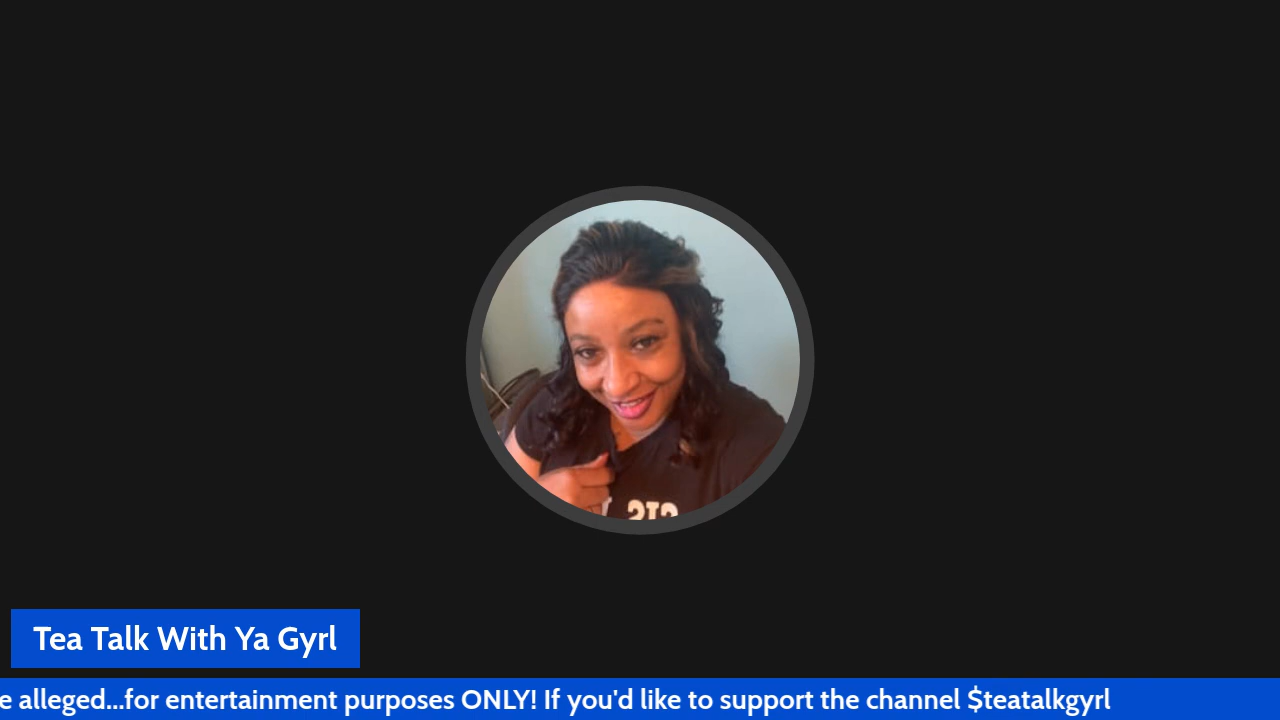 Tea Talk With Ya Gyrl
e alleged...for entertainment purposes ONLY! If you'd like to support the channel $teatalkgyrl